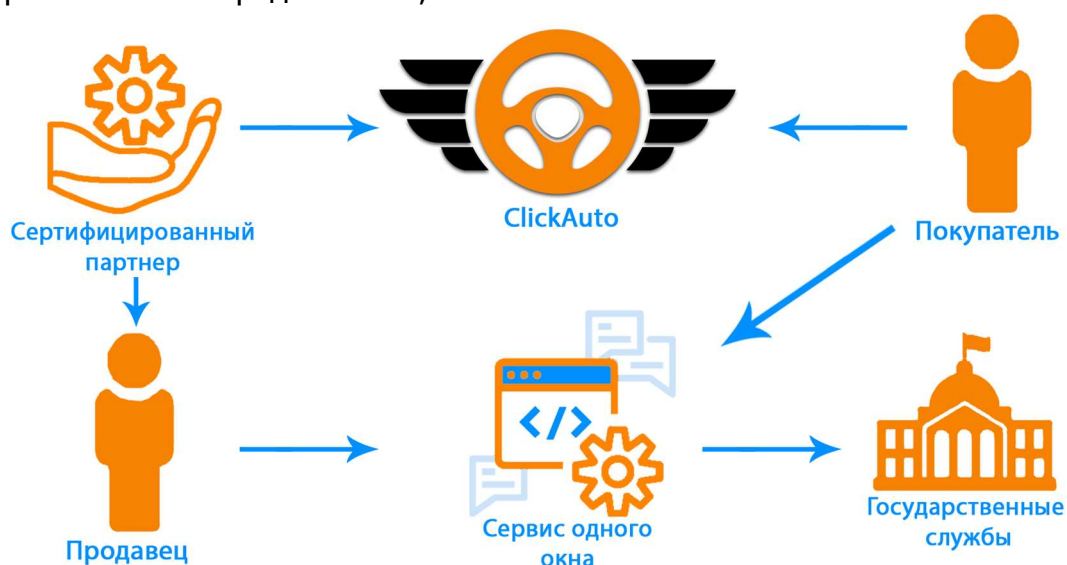 ClickAuto
Сертифицированный
партнер
Покупатель
</>
Продавец
Сервис одного
окна
Государственные
службы